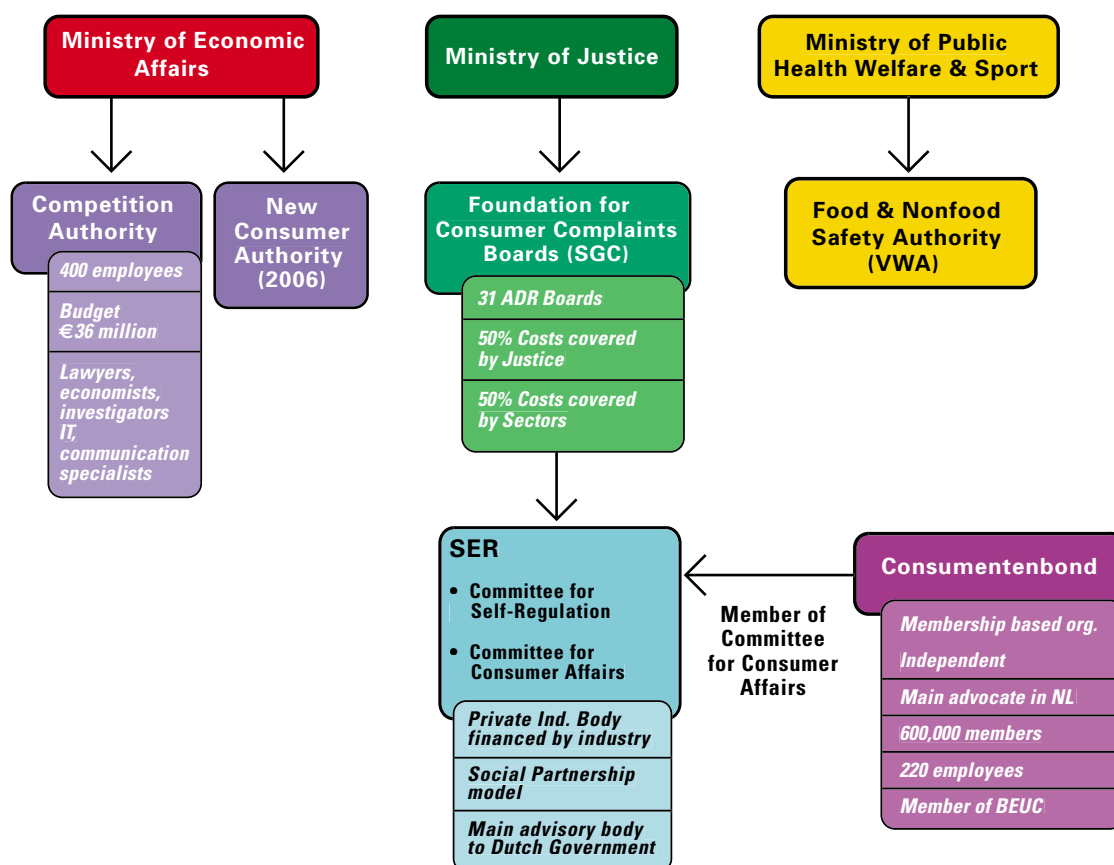 Ministry of Economic
Affairs
Ministry of Justice
Ministry of Public
Health Welfare & Sport
Competition
Authority
400 employees
Budget
€36 million
Lawyers,
economists,
investigators
IT,
communication
specialists
New
Consumer
Authority
(2006)
Foundation for
Consumer Complaints
Boards (SGC)
31 ADR Boards
50% Costs covered
by Justice
50% Costs covered
by Sectors
Food & Nonfood
Safety Authority
(VWA)
SER
• Committee for
Self-Regulation
• Committee for
Consumer Affairs
Private Ind. Body
financed by industry
Social Partnership
model
Main advisory body
to Dutch Government
Member of
Committee
for Consumer
Affairs
Consumentenbond
Membership based org.
Independent
Main advocate in NL
600,000 members
220 employees
Member of BEUC